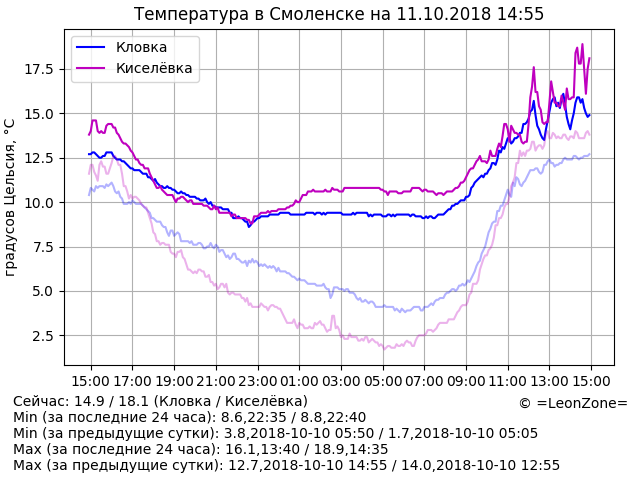 Температура в Смоленске на 11.10.2018 14:55
Кловка
Киселёвка
градусов Цельсия, °C
17.5
15.0
12.5
10.0
7.5
5.0
2.5
15:00 17:00 19:00 21:00 23:00 01:00 03:00 05:00 07:00 09:00 11:00 13:00 15:00
Сейчас: 14.9 / 18.1 (Кловка / Киселёвка)
© =LeonZone=
Min (за последние 24 часа): 8.6,22:35 / 8.8,22:40
Min (за предыдущие сутки): 3.8,2018-10-10 05:50 / 1.7,2018-10-10 05:05
Max (за последние 24 часа): 16.1,13:40 / 18.9,14:35
Max (за предыдущие сутки): 12.7,2018-10-10 14:55 / 14.0,2018-10-10 12:55